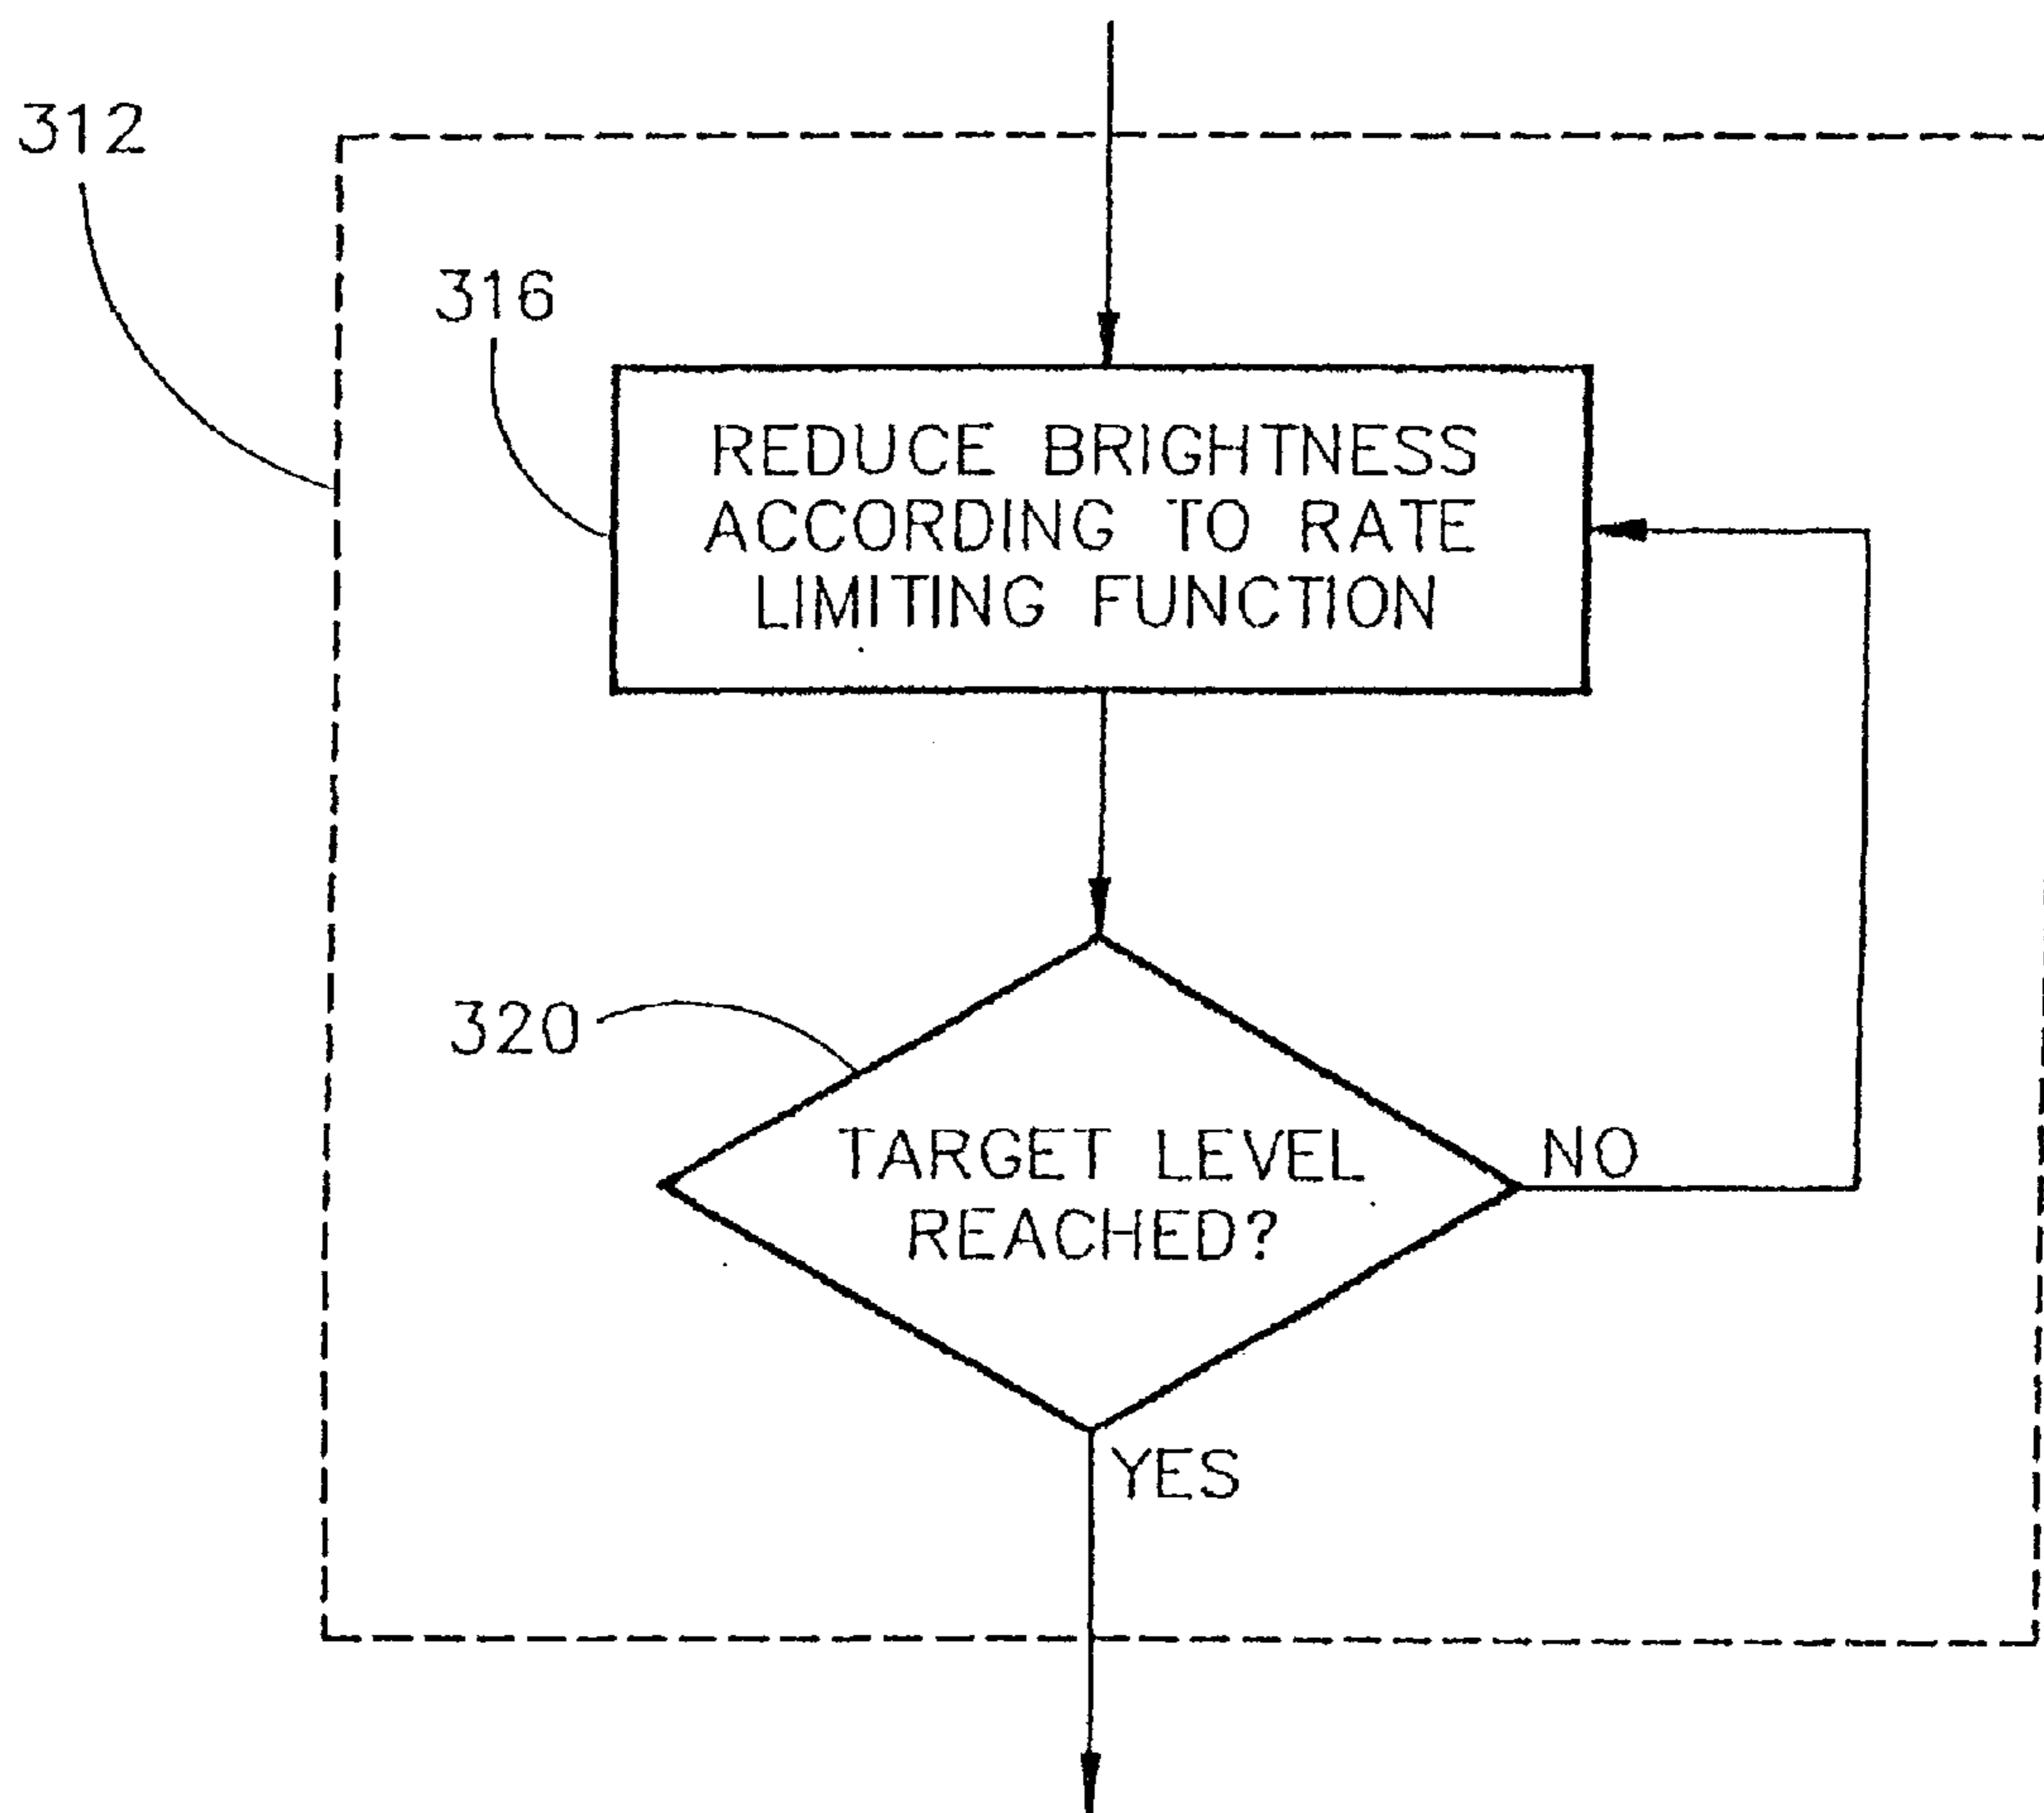 312
316
REDUCE BRIGHTNESS
ACCORDING TO RATE
LIMITING FUNCTION
320
TARGET LEVEL
REACHED?
NO
YES